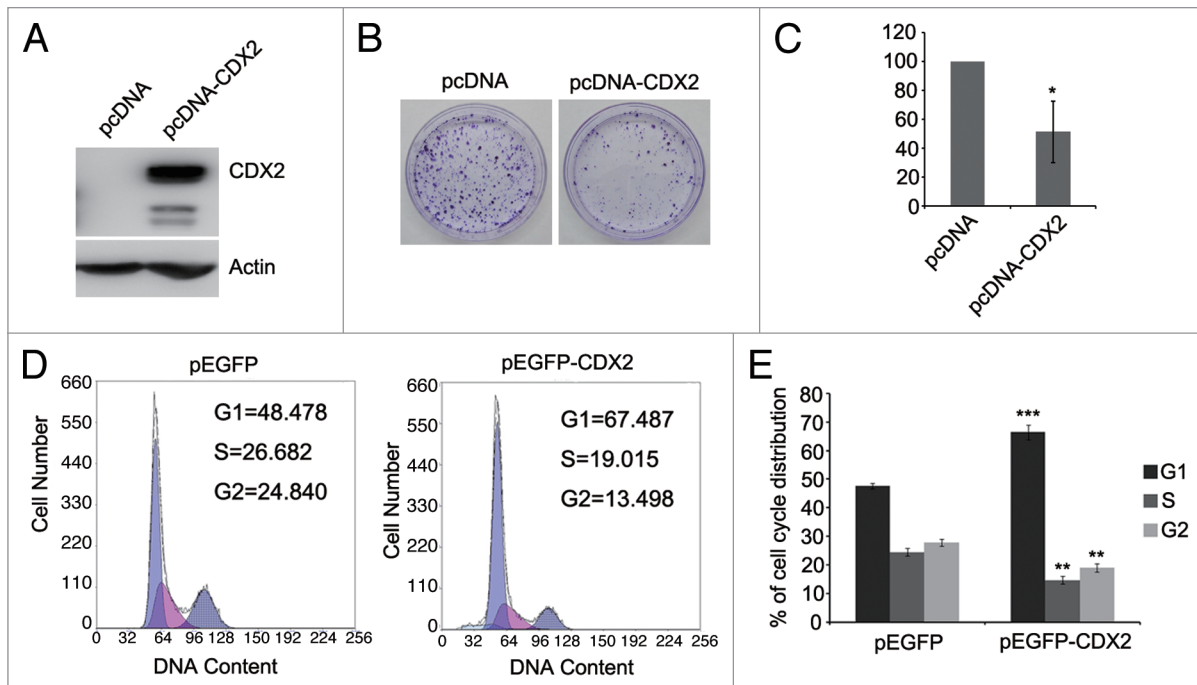 A
pcDNA
pcDNA-CDX2
CDX2
Actin
B
pcDNA
pcDNA-CDX2
C
120
100
80
60
40
20
0
*
pcDNA
pcDNA-CDX2
D
pEGFP
Cell Number
660
550
440
330
220
110
0
G1=48.478
S=26.682
G2=24.840
0 32 64 96 128 150 192 224 256
DNA Content
pEGFP-CDX2
Cell Number
660
550
440
330
220
110
0
G1=67.487
S=19.015
G2=13.498
0 32 64 96 128 150 192 224 256
DNA Content
E
% of cell cycle distribution
80
70
60
50
40
30
20
10
0
***
**
**
pEGFP
pEGFP-CDX2
G1
S
G2